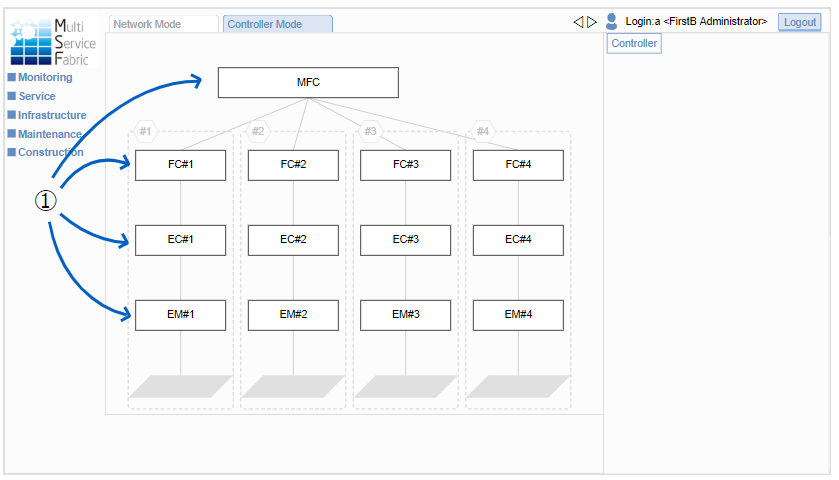 Multi
Service
Fabric
Network Mode
Controller Mode
Login:a <FirstB Administrator>
Logout
Controller
Monitoring
Service
Infrastructure
Maintenance
Construction
①
MFC
#1
#2
#3
#4
FC#1
FC#2
FC#3
FC#4
EC#1
EC#2
EC#3
EC#4
EM#1
EM#2
EM#3
EM#4